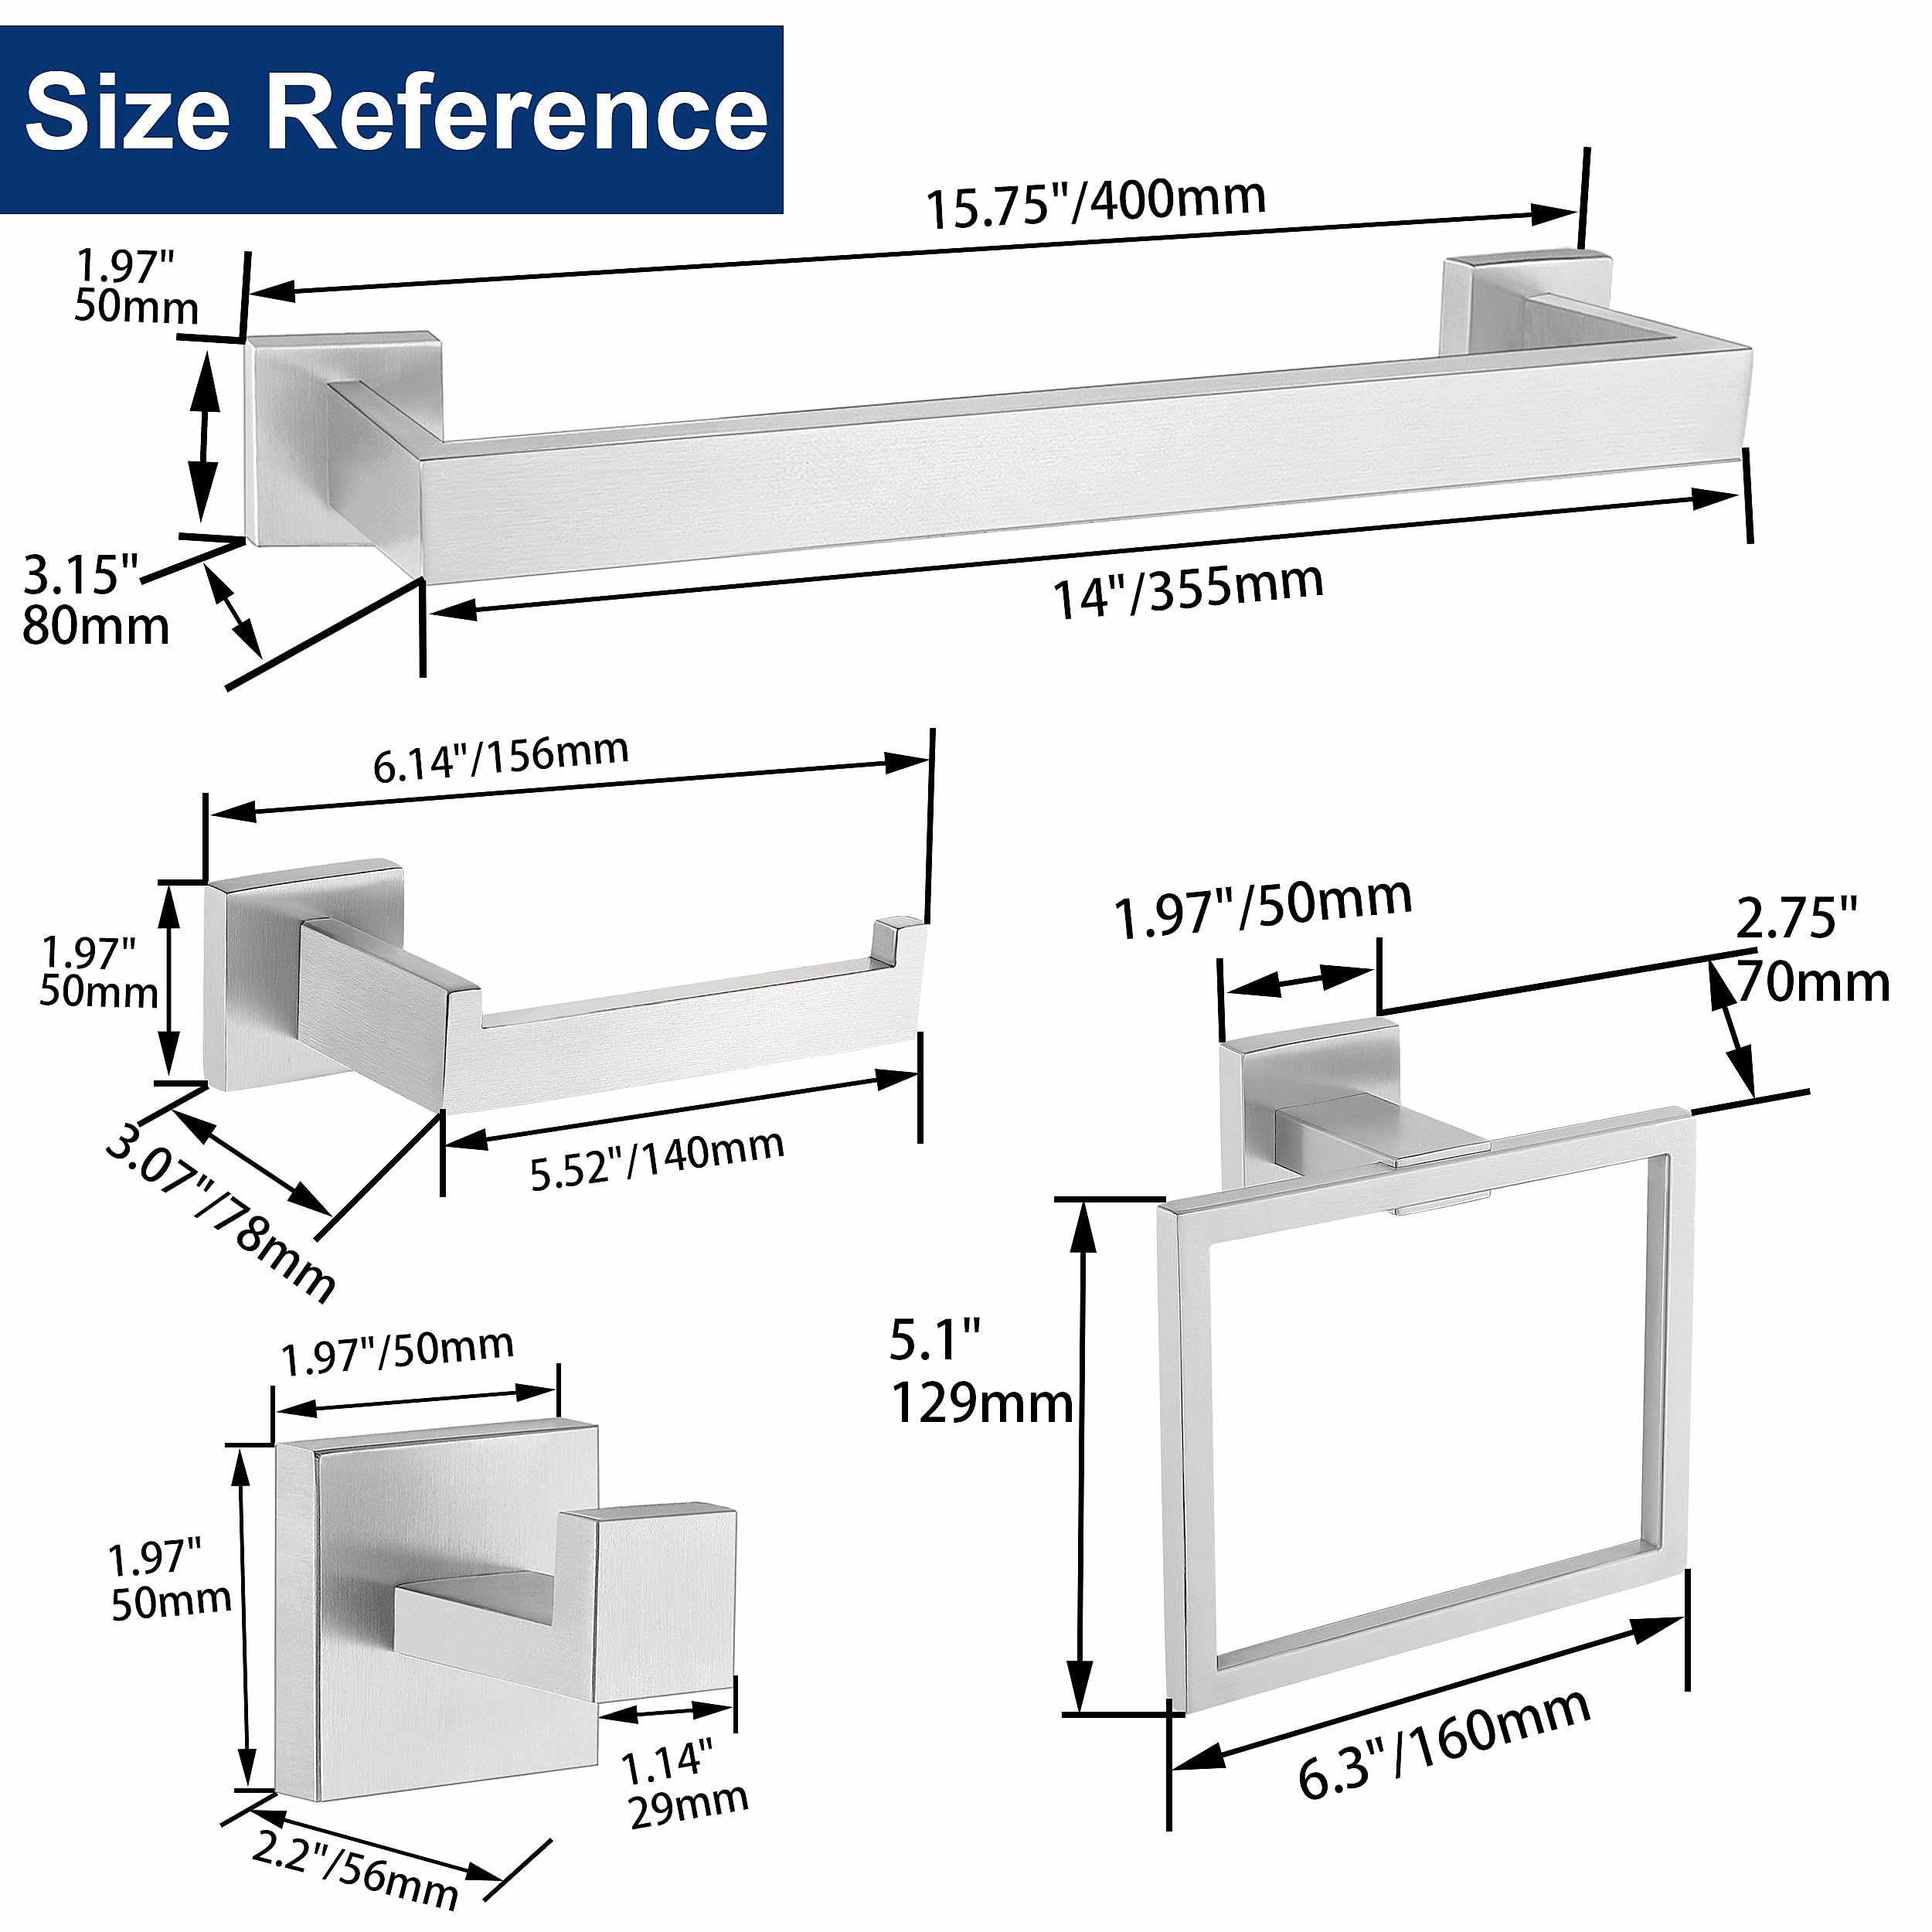 Size Reference
15.75"/400mm
1.97"
50mm
3.15"
80mm
14"/355mm
6.14"/156mm
1.97"
50mm
3.07"/78mm
5.52"/140mm
1.97"/50mm
2.75"
70mm
5.1"
129mm
6.3"/160mm
1.97"/50mm
1.97"
50mm
1.14"
29mm
2.2"/56mm